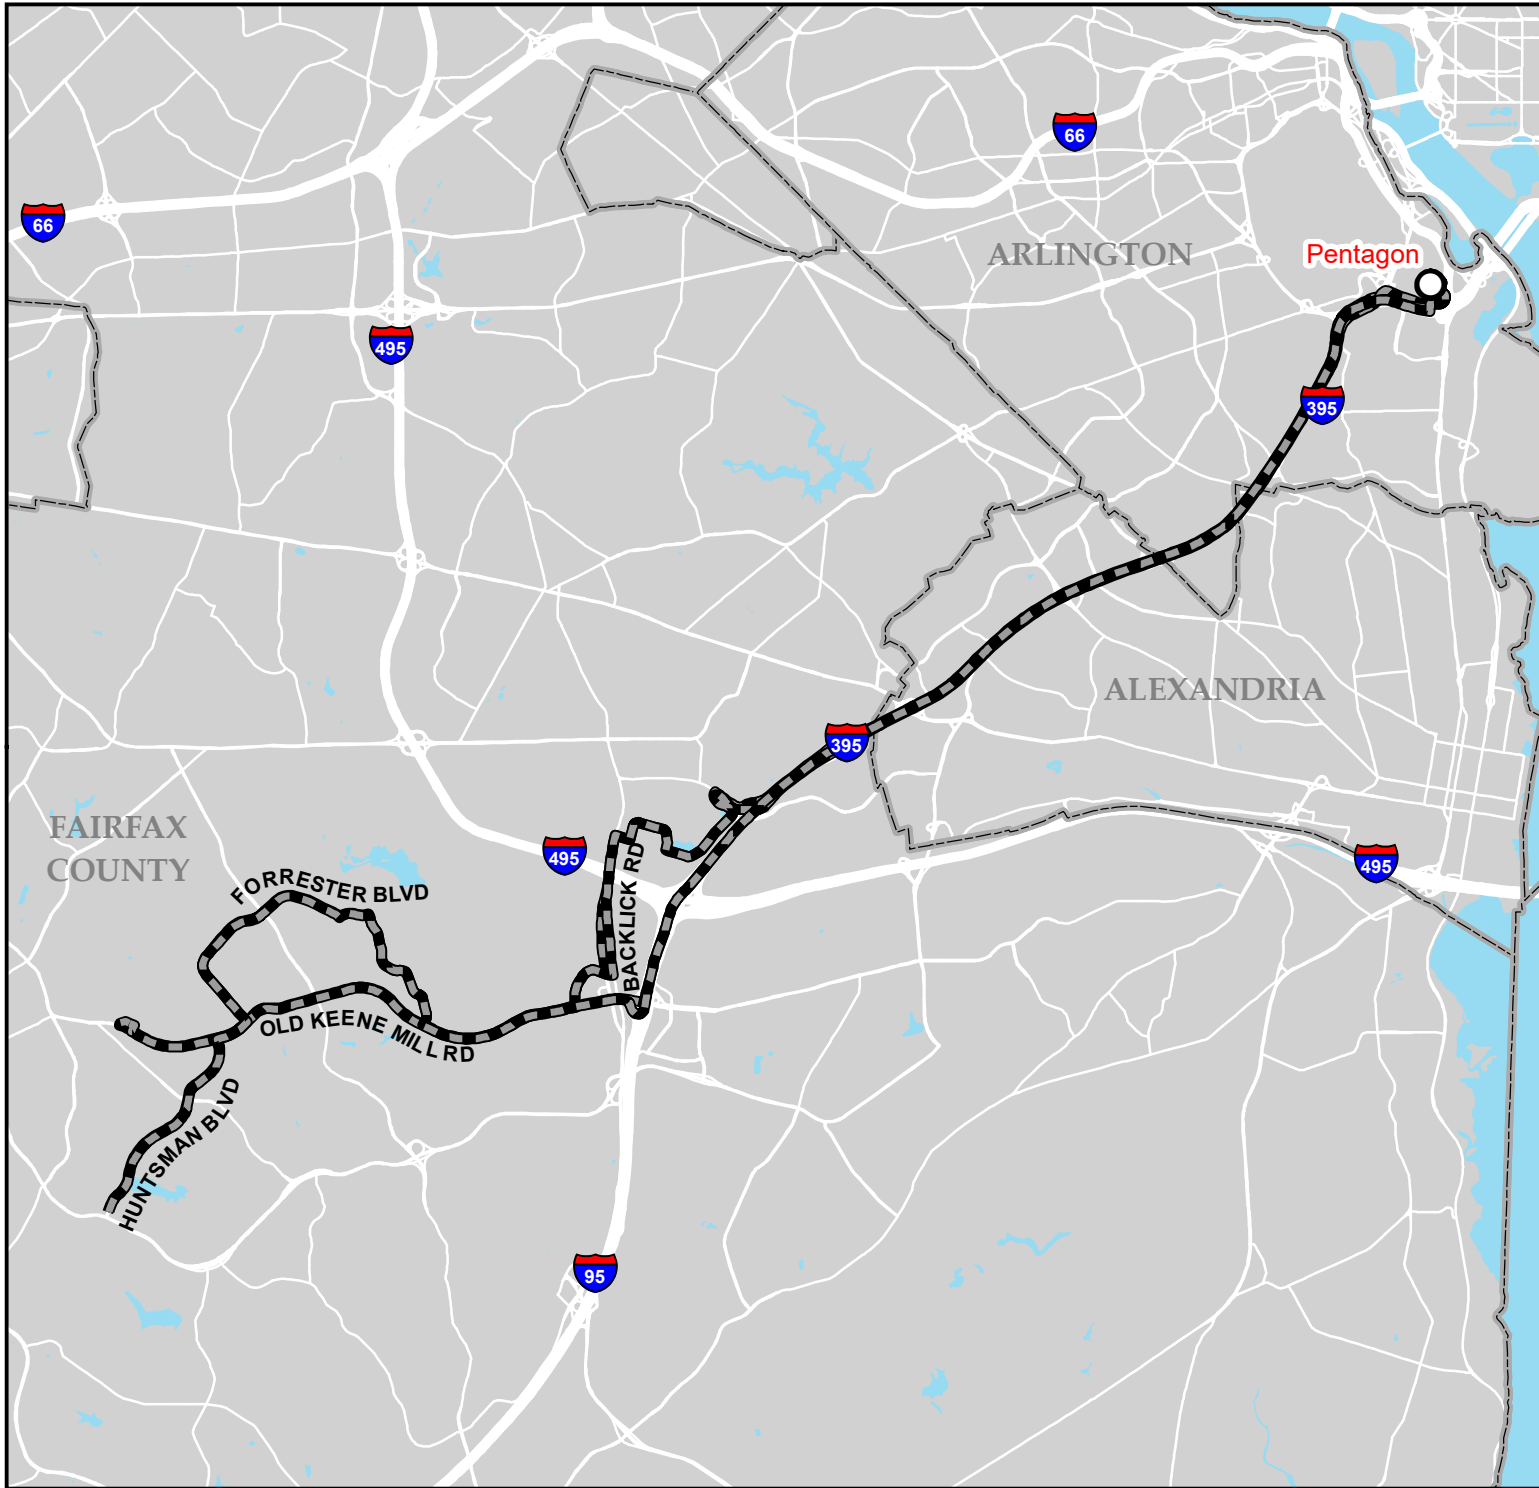 66
66
ARLINGTON
Pentagon
495
395
ALEXANDRIA
395
FAIRFAX
COUNTY
495
495
FORRESTER BLVD
BACKLICK RD
OLD KEENE MILL RD
HUNTSMAN BLVD
95